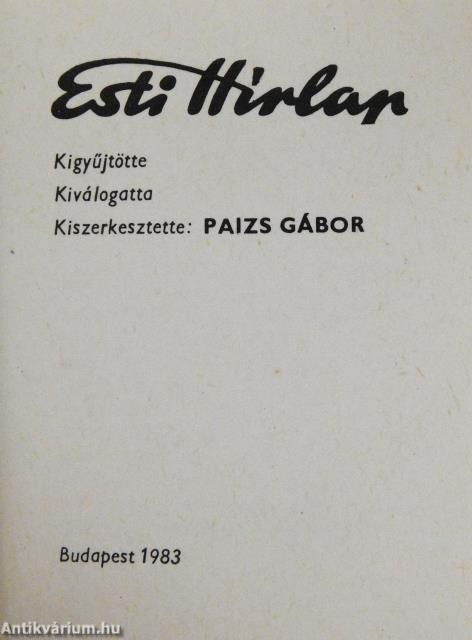 Esti Hírlap
Kigyűjtötte
Kiválogatta
Kiszerkesztette: PAIZS GÁBOR
Budapest 1983
Antikvárium.hu